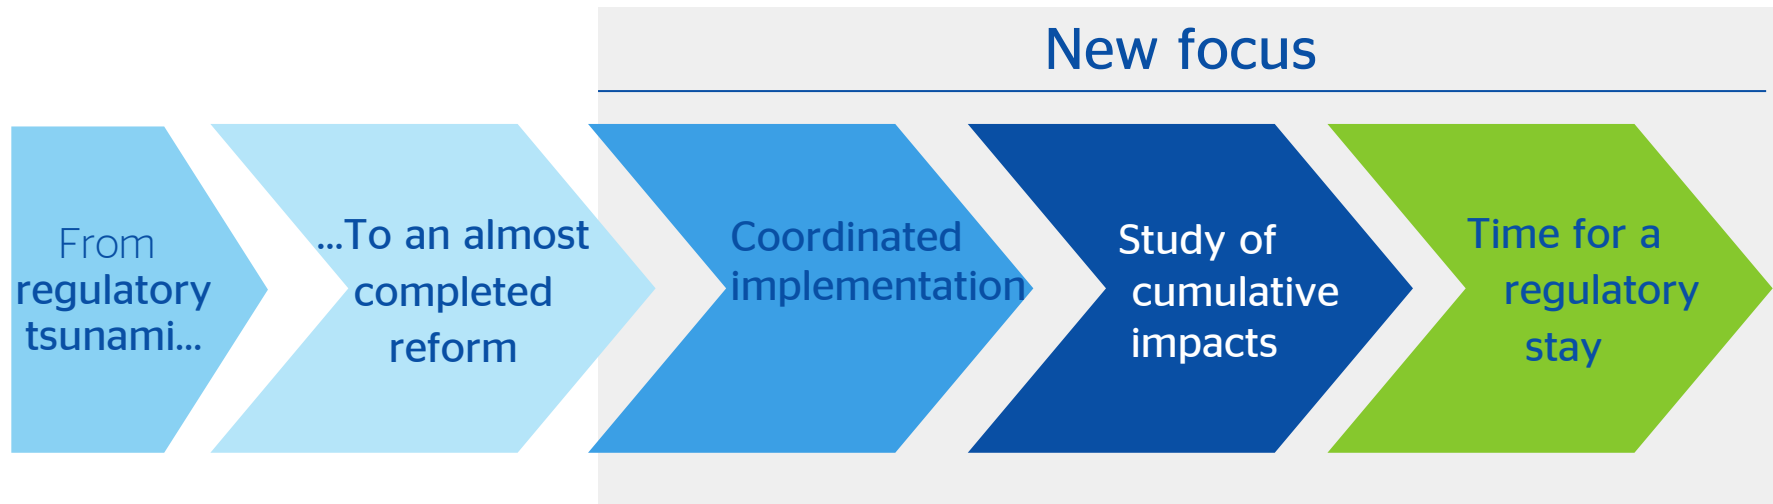 New focus
From
regulatory
tsunami...
...To an almost
completed
reform
Coordinated
implementation
Study of
cumulative
impacts
Time for a
regulatory
stay